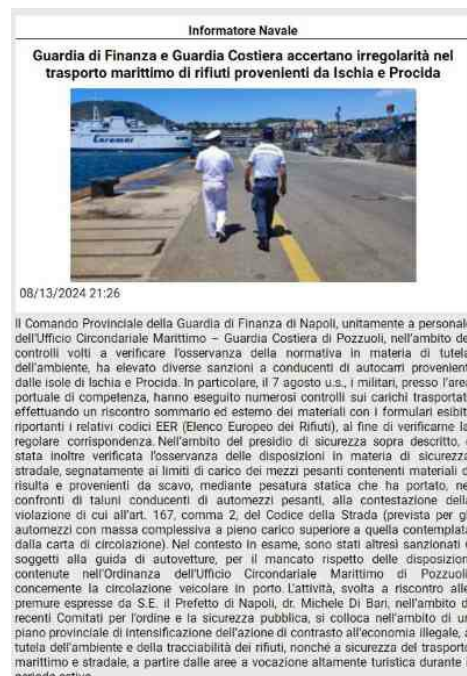 Informatore Navale
Guardia di Finanza e Guardia Costiera accertano irregolarità nel
trasporto marittimo di rifiuti provenienti da Ischia e Procida
Caremar
08/13/2024 21:26
Il Comando Provinciale della Guardia di Finanza di Napoli, unitamente a personale
dell'Ufficio Circondariale Marittimo – Guardia Costiera di Pozzuoli, nell'ambito de
controlli volti a verificare l'osservanza della normativa in materia di tutela
dell'ambiente, ha elevato diverse sanzioni a conducenti di autocarri provenient
dalle isole di Ischia e Procida. In particolare, il 7 agosto u.s., i militari, presso l'are
portuale di competenza, hanno eseguito numerosi controlli sui carichi trasportat
effettuando un riscontro sommario ed esterno dei materiali con i formulari esibit
riportanti i relativi codici EER (Elenco Europeo dei Rifiuti), al fine di verificarne la
regolare corrispondenza. Nell'ambito del presidio di sicurezza sopra descritto,
stata inoltre verificata l'osservanza delle disposizioni in materia di sicurezza
stradale, segnatamente ai limiti di carico dei mezzi pesanti contenenti materiali d
risulta e provenienti da scavo, mediante pesatura statica che ha portato, ne
confronti di taluni conducenti di automezzi pesanti, alla contestazione della
violazione di cui all'art. 167, comma 2, del Codice della Strada (prevista per gl
automezzi con massa complessiva a pieno carico superiore a quella contemplata
dalla carta di circolazione). Nel contesto in esame, sono stati altresì sanzionati
soggetti alla guida di autovetture, per il mancato rispetto delle disposizion
contenute nell'Ordinanza dell'Ufficio Circondariale Marittimo di Pozzuoli
concernente la circolazione veicolare in porto. L'attività, svolta a riscontro alle
premure espresse da S.E. il Prefetto di Napoli, dr. Michele Di Bari, nell'ambito d
recenti Comitati per l'ordine e la sicurezza pubblica, si colloca nell'ambito di un
piano provinciale di intensificazione dell'azione di contrasto all'economia illegale, a
tutela dell'ambiente e della tracciabilità dei rifiuti, nonché a sicurezza del trasport
marittimo e stradale, a partire dalle aree a vocazione altamente turistica durante
periodo estivo